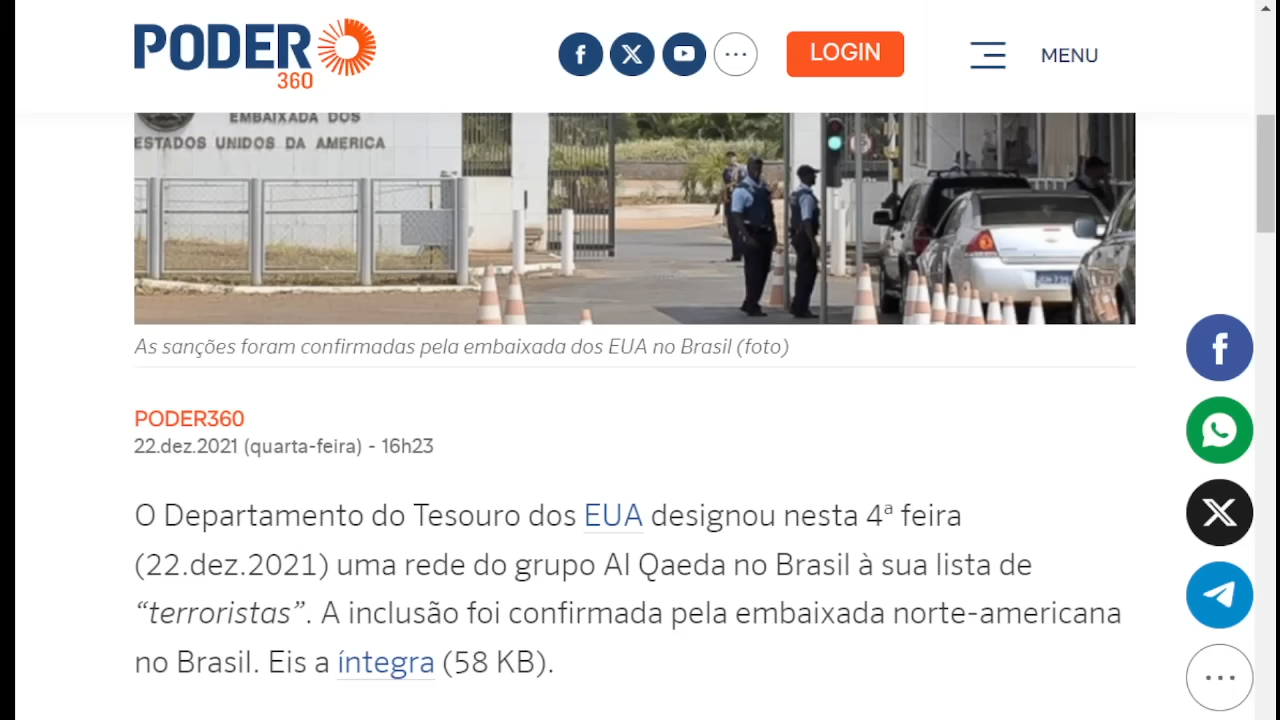 PODER
360
LOGIN
MENU
EMBAIXADA DOS
ESTADOS UNIDOS DA AMERICA
As sanções foram confirmadas pela embaixada dos EUA no Brasil (foto)
PODER360
22.dez.2021 (quarta-feira) - 16h23
O Departamento do Tesouro dos EUA designou nesta 4ª feira
(22.dez.2021) uma rede do grupo Al Qaeda no Brasil à sua lista de
“terroristas”. A inclusão foi confirmada pela embaixada norte-americana
no Brasil. Eis a íntegra (58 KB).